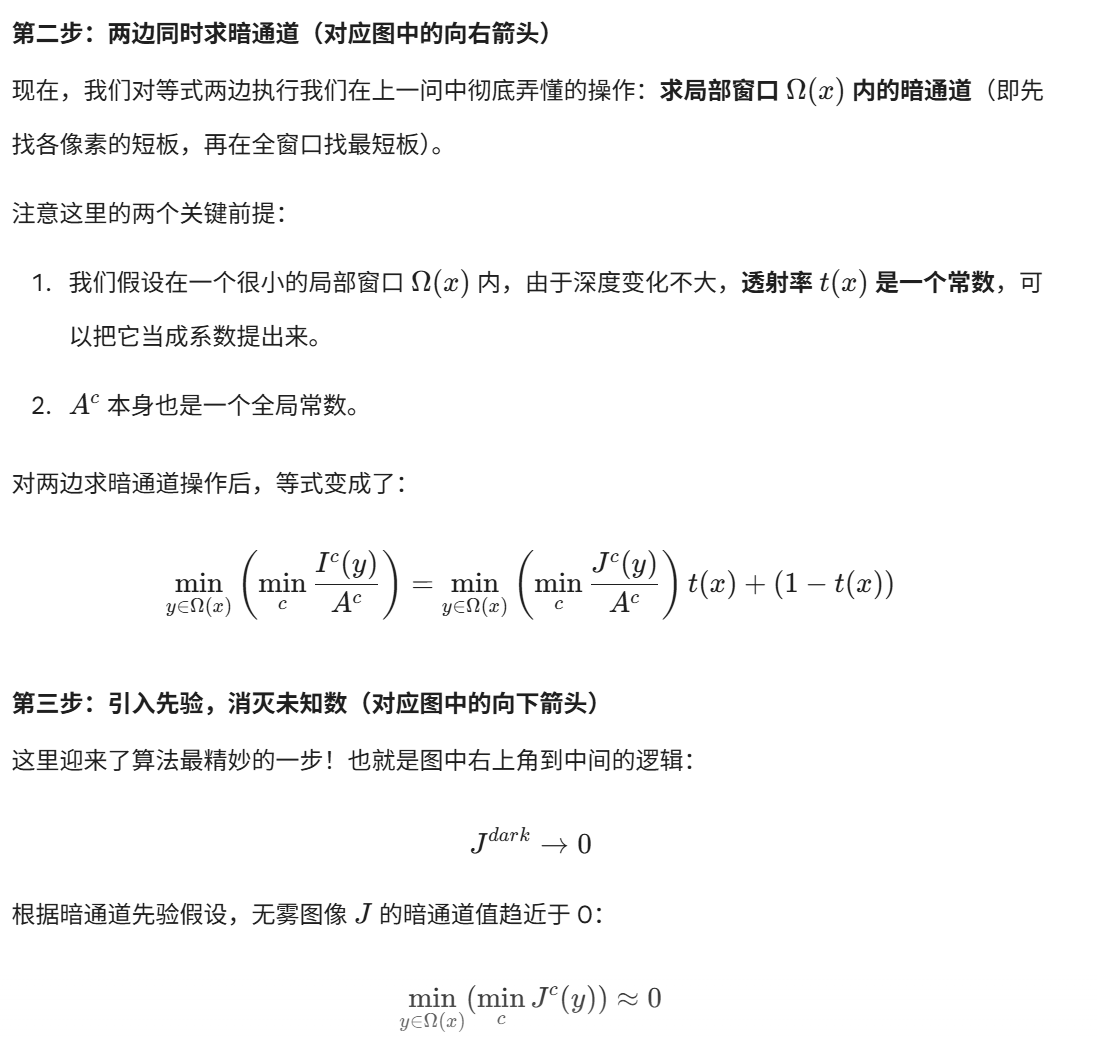 第二步：两边同时求暗通道（对应图中的向右箭头）
现在，我们对等式两边执行我们在上一问中彻底弄懂的操作：求局部窗口 Ω(x) 内的暗通道（即先
找各像素的短板，再在全窗口找最短板）。
注意这里的两个关键前提：
1. 我们假设在一个很小的局部窗口 Ω(x) 内，由于深度变化不大，透射率 t(x) 是一个常数，可
以把它当成系数提出来。
2. A^c 本身也是一个全局常数。
对两边求暗通道操作后，等式变成了：
\min_{y∈Ω(x)} \left( \min_c \frac{I^c(y)}{A^c} \right) = \min_{y∈Ω(x)} \left( \min_c \frac{J^c(y)}{A^c} \right) t(x) + (1 − t(x))
第三步：引入先验，消灭未知数（对应图中的向下箭头）
这里迎来了算法最精妙的一步！也就是图中右上角到中间的逻辑：
J^{dark} → 0
根据暗通道先验假设，无雾图像 J 的暗通道值趋近于 0：
\min_{y∈Ω(x)} (\min_c J^c(y)) ≈ 0